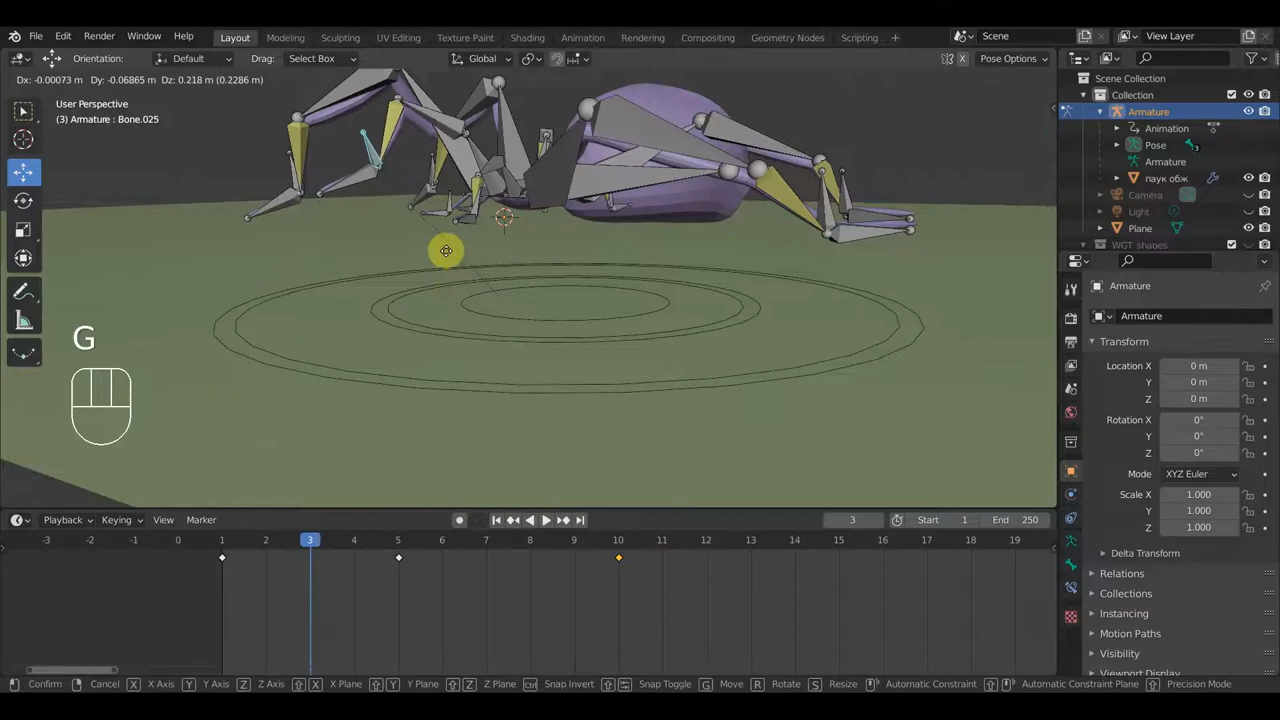 File Edit Render Window Help Layout Modeling Sculpting UV Editing Texture Paint Shading Animation Rendering Compositing Geometry Nodes Scripting + Scene View Layer
Orientation: Default Drag: Select Box Global Pose Options
Dx: -0.00073 m Dy: -0.06865 m Dz: 0.218 m (0.2286 m)
User Perspective
(3) Armature : Bone.025
G
Scene Collection
Collection
Armature
Animation
Pose 3
Armature
паук обж
Camera
Light
Plane
WGT_shapes
Armature
Armature
Transform
Location X 0 m
Y 0 m
Z 0 m
Rotation X 0°
Y 0°
Z 0°
Mode XYZ Euler
Scale X 1.000
Y 1.000
Z 1.000
Delta Transform
Relations
Collections
Instancing
Motion Paths
Visibility
Viewport Display
Playback Keying View Marker 3 Start 1 End 250
-3 -2 -1 0 1 2 3 4 5 6 7 8 9 10 11 12 13 14 15 16 17 18 19
Confirm Cancel X X Axis Y Y Axis Z Z Axis X X Plane Y Y Plane Z Z Plane Snap Invert Snap Toggle G Move R Rotate S Resize Automatic Constraint Automatic Constraint Plane Precision Mode